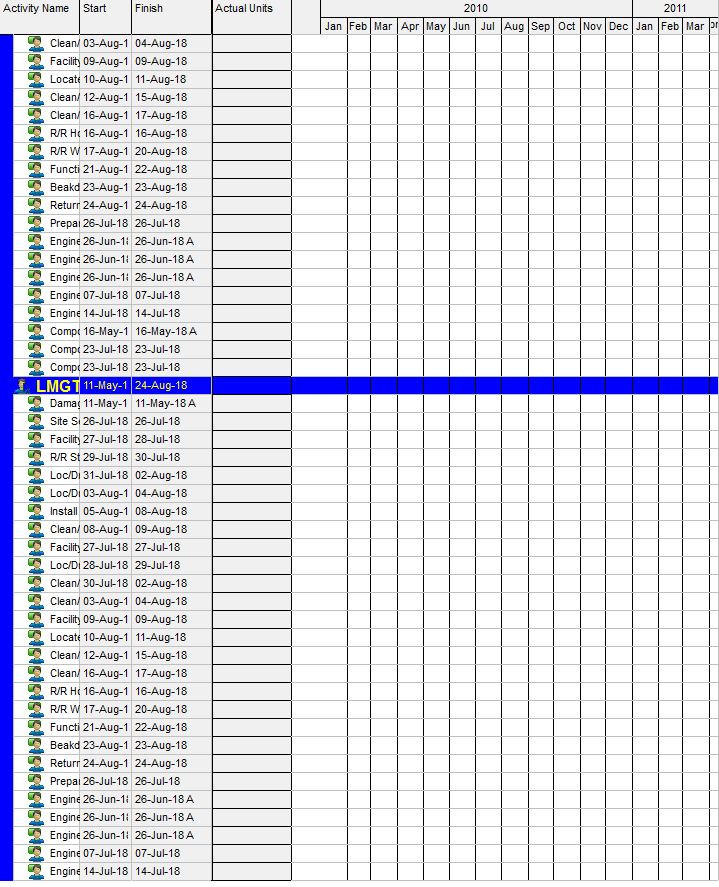 Activity Name Start Finish Actual Units 2010 2011
Jan Feb Mar Apr May Jun Jul Aug Sep Oct Nov Dec Jan Feb Mar
Clean/ 03-Aug-1 04-Aug-18
Facility 09-Aug-1 09-Aug-18
Locate 10-Aug-1 11-Aug-18
Clean/ 12-Aug-1 15-Aug-18
Clean/ 16-Aug-1 17-Aug-18
R/R Ho 16-Aug-1 16-Aug-18
R/R W 17-Aug-1 20-Aug-18
Functi 21-Aug-1 22-Aug-18
Beakd 23-Aug-1 23-Aug-18
Return 24-Aug-1 24-Aug-18
Prepar 26-Jul-18 26-Jul-18
Engine 26-Jun-18 26-Jun-18 A
Engine 26-Jun-18 26-Jun-18 A
Engine 26-Jun-18 26-Jun-18 A
Engine 07-Jul-18 07-Jul-18
Engine 14-Jul-18 14-Jul-18
Compo 16-May-1 16-May-18 A
Compo 23-Jul-18 23-Jul-18
Compo 23-Jul-18 23-Jul-18
LMGT 11-May-1 24-Aug-18
Damag 11-May-1 11-May-18 A
Site S 26-Jul-18 26-Jul-18
Facility 27-Jul-18 28-Jul-18
R/R St 29-Jul-18 30-Jul-18
Loc/Dr 31-Jul-18 02-Aug-18
Loc/Dr 03-Aug-1 04-Aug-18
Install 05-Aug-1 08-Aug-18
Clean/ 08-Aug-1 09-Aug-18
Facility 27-Jul-18 27-Jul-18
Loc/Dr 28-Jul-18 29-Jul-18
Clean/ 30-Jul-18 02-Aug-18
Clean/ 03-Aug-1 04-Aug-18
Facility 09-Aug-1 09-Aug-18
Locate 10-Aug-1 11-Aug-18
Clean/ 12-Aug-1 15-Aug-18
Clean/ 16-Aug-1 17-Aug-18
R/R Ho 16-Aug-1 16-Aug-18
R/R W 17-Aug-1 20-Aug-18
Functi 21-Aug-1 22-Aug-18
Beakd 23-Aug-1 23-Aug-18
Return 24-Aug-1 24-Aug-18
Prepar 26-Jul-18 26-Jul-18
Engine 26-Jun-18 26-Jun-18 A
Engine 26-Jun-18 26-Jun-18 A
Engine 26-Jun-18 26-Jun-18 A
Engine 07-Jul-18 07-Jul-18
Engine 14-Jul-18 14-Jul-18